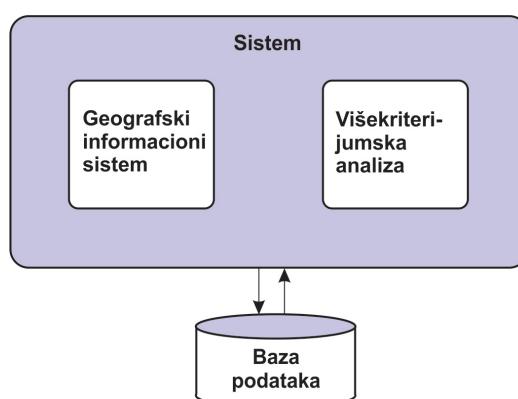 Sistem
Geografski
informacioni
sistem
Višekriteri-
jumska
analiza
Baza
podataka